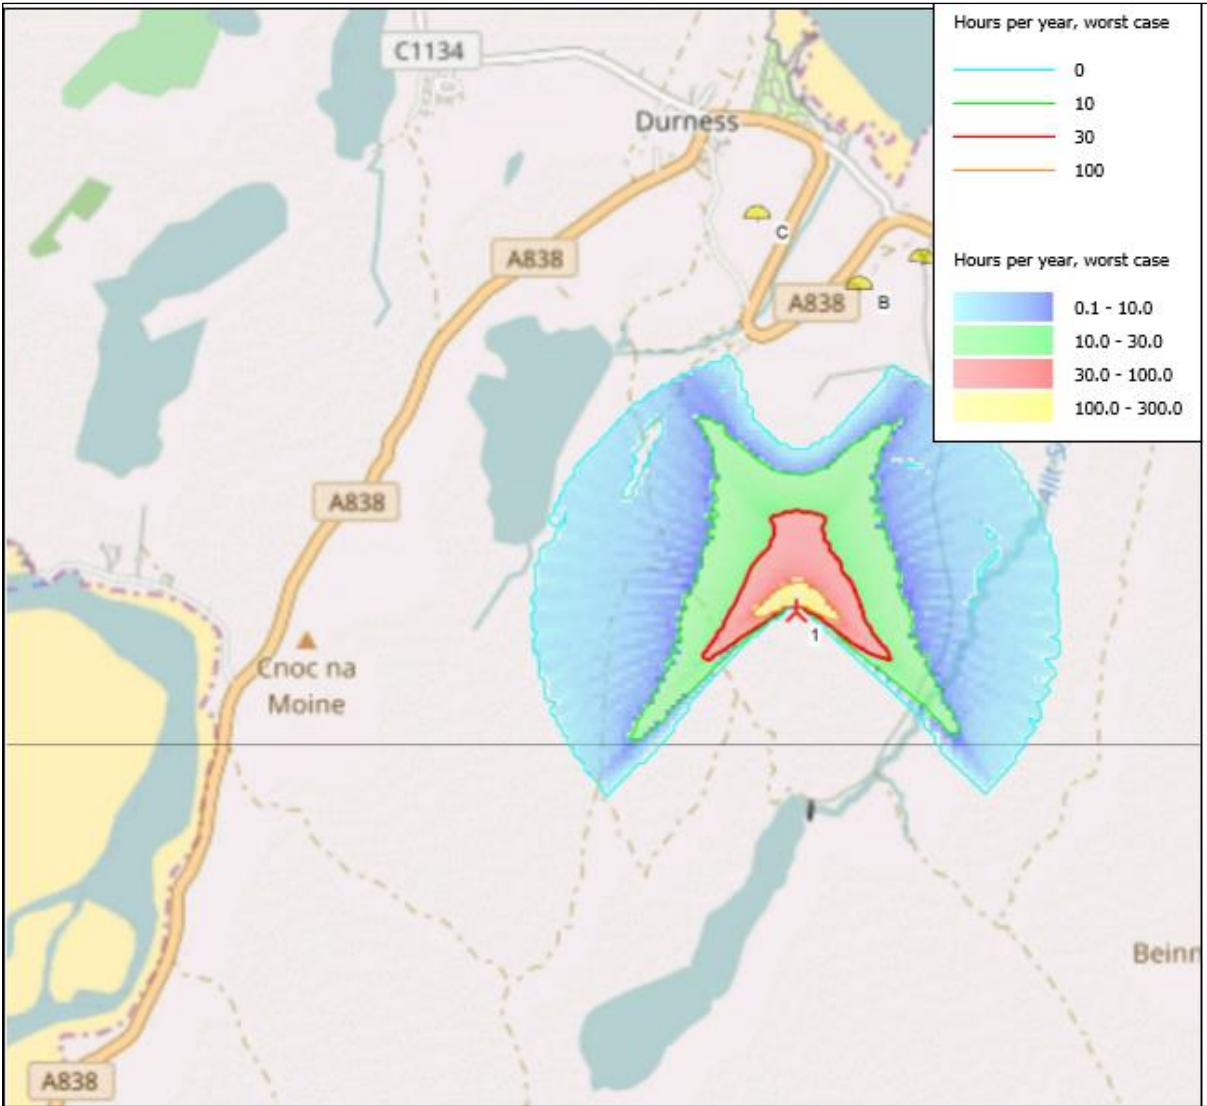 Hours per year, worst case
0
10
30
100
Hours per year, worst case
0.1 - 10.0
10.0 - 30.0
30.0 - 100.0
100.0 - 300.0
C1134
Durness
C
A838
A838
B
A838
1
Cnoc na
Moine
Beinn
A838